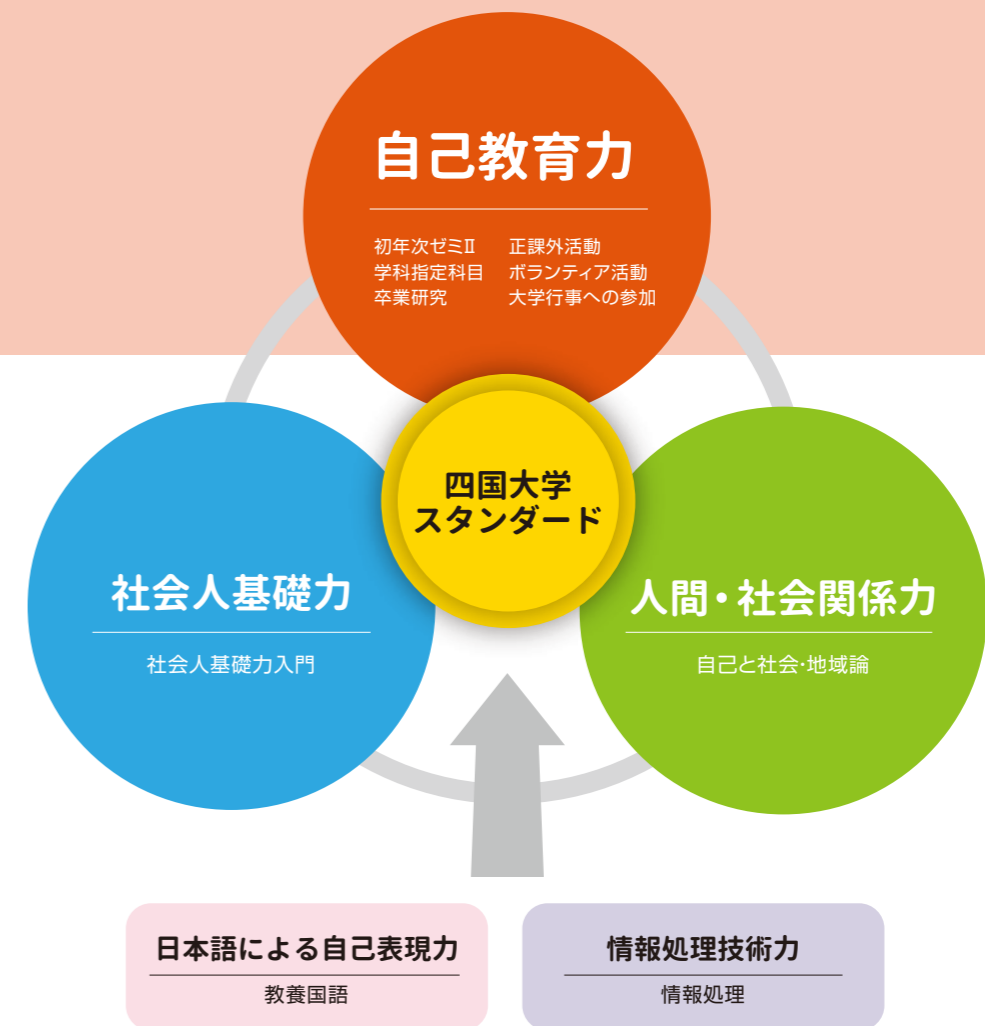 自己教育力
初年次ゼミⅡ 正課外活動
学科指定科目 ボランティア活動
卒業研究 大学行事への参加
四国大学
スタンダード
社会人基礎力
社会人基礎力入門
人間・社会関係力
自己と社会・地域論
日本語による自己表現力
教養国語
情報処理技術力
情報処理